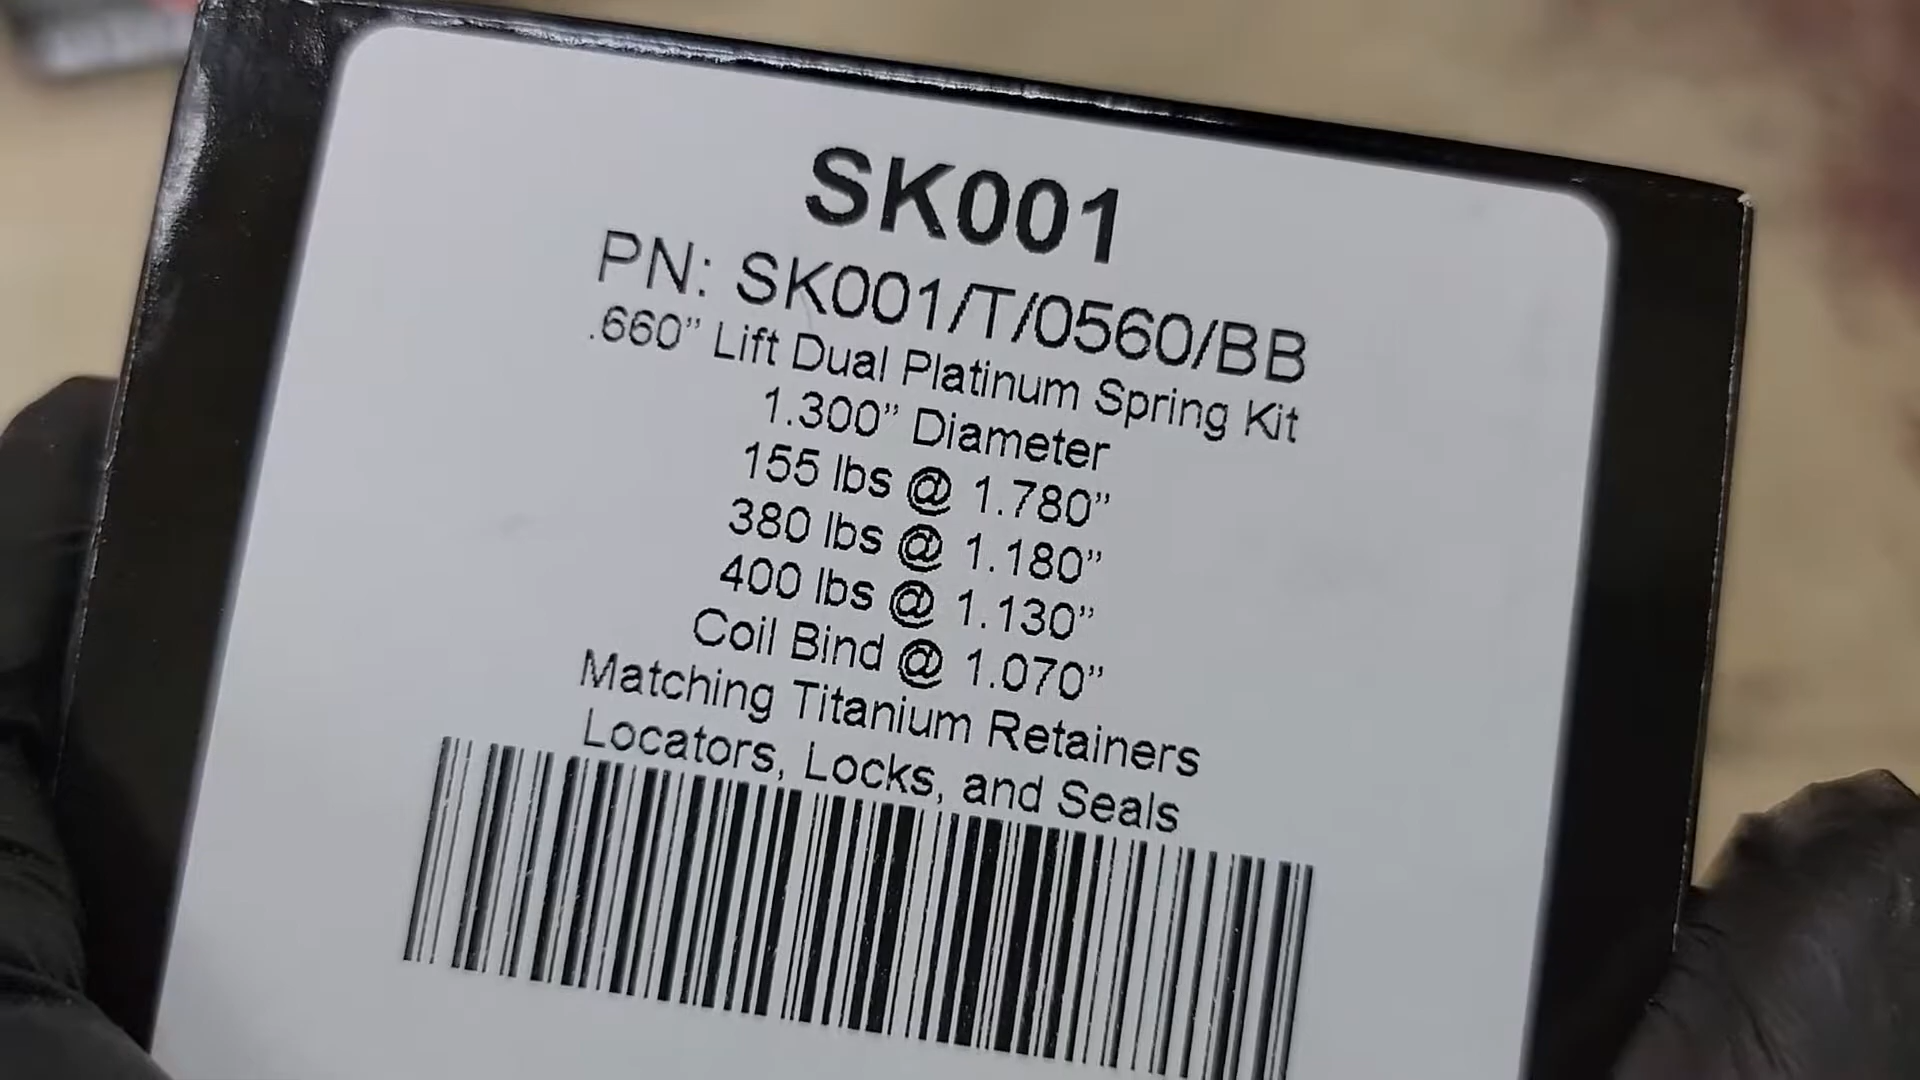 SK001
PN: SK001/T/0560/BB
.660” Lift Dual Platinum Spring Kit
1.300” Diameter
155 lbs @ 1.780”
380 lbs @ 1.180”
400 lbs @ 1.130”
Coil Bind @ 1.070”
Matching Titanium Retainers
Locators, Locks, and Seals